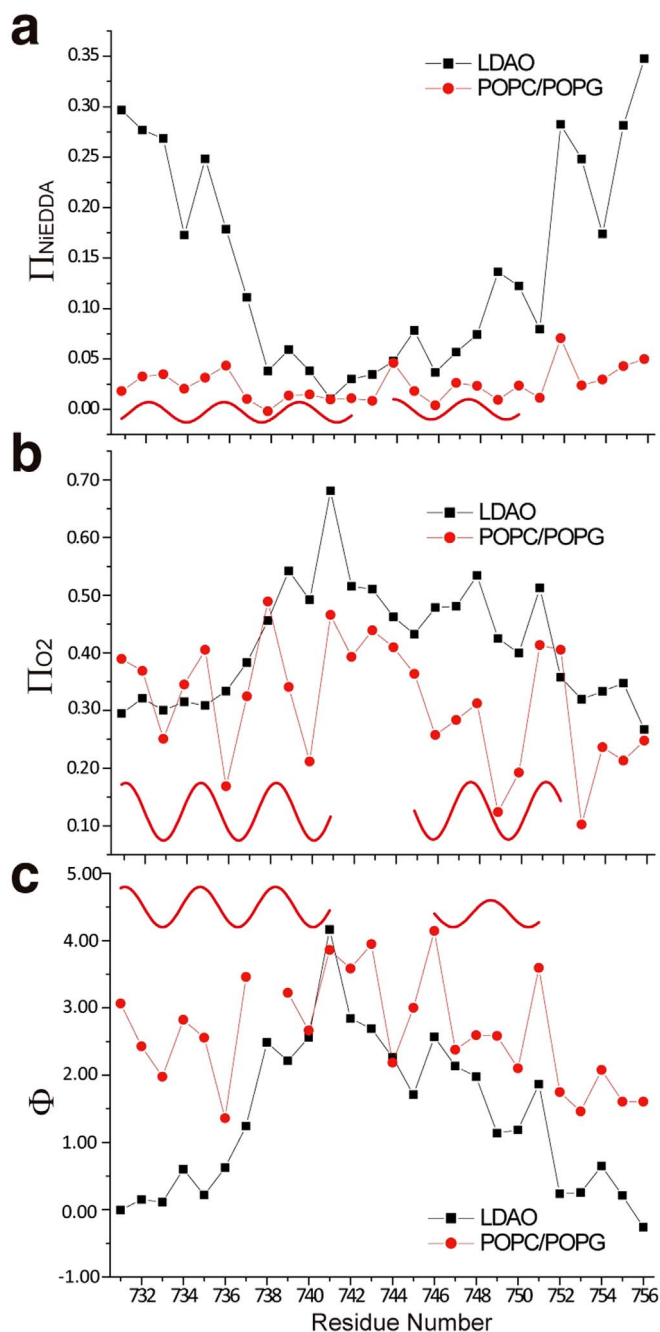 a
LDAO
POPC/POPG
ΠNiEDDA
0.35
0.30
0.25
0.20
0.15
0.10
0.05
0.00
b
LDAO
POPC/POPG
ΠO2
0.70
0.60
0.50
0.40
0.30
0.20
0.10
c
Φ
5.00
4.00
3.00
2.00
1.00
0.00
-1.00
LDAO
POPC/POPG
732 734 736 738 740 742 744 746 748 750 752 754 756
Residue Number